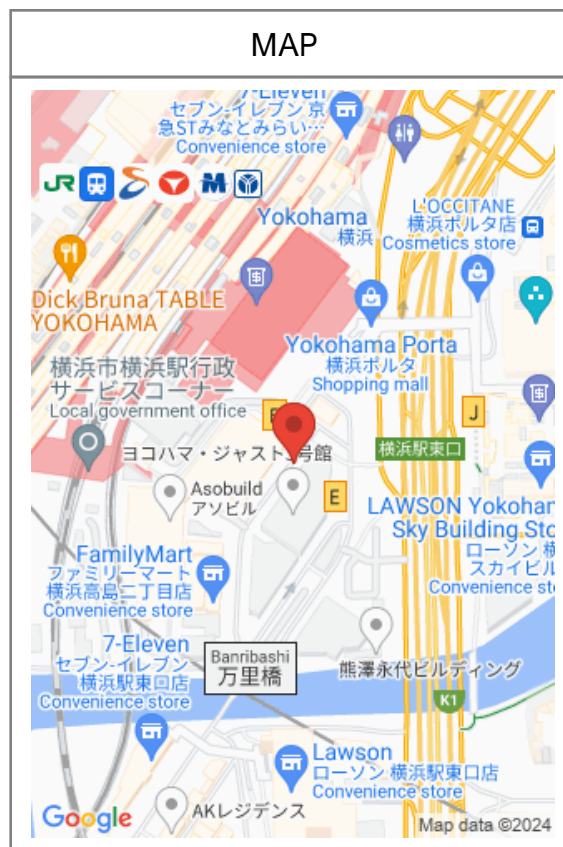 MAP
7-Eleven
セブン-イレブン 京
急STみなとみらい…
Convenience store
JR
L'OCCITANE
横浜ポルタ店
Cosmetics store
Yokohama
横浜
Dick Bruna TABLE
YOKOHAMA
Yokohama Porta
横浜ポルタ
Shopping mall
横浜市横浜駅行政
サービスコーナー
Local government office
J
ヨコハマ・ジャスト
号館
横浜駅東口
Asobuild
アソビル
E
LAWSON
Sky Building
ローソン
スカイビル
Convenience
FamilyMart
ファミリーマート
横浜高島二丁目店
Convenience store
7-Eleven
セブン-イレブン
横浜駅東口店
Convenience store
Banribashi
万里橋
熊澤永代ビルディング
K1
Lawson
ローソン 横浜駅東口店
Convenience store
AKレジデンス
Google
Map data ©2024